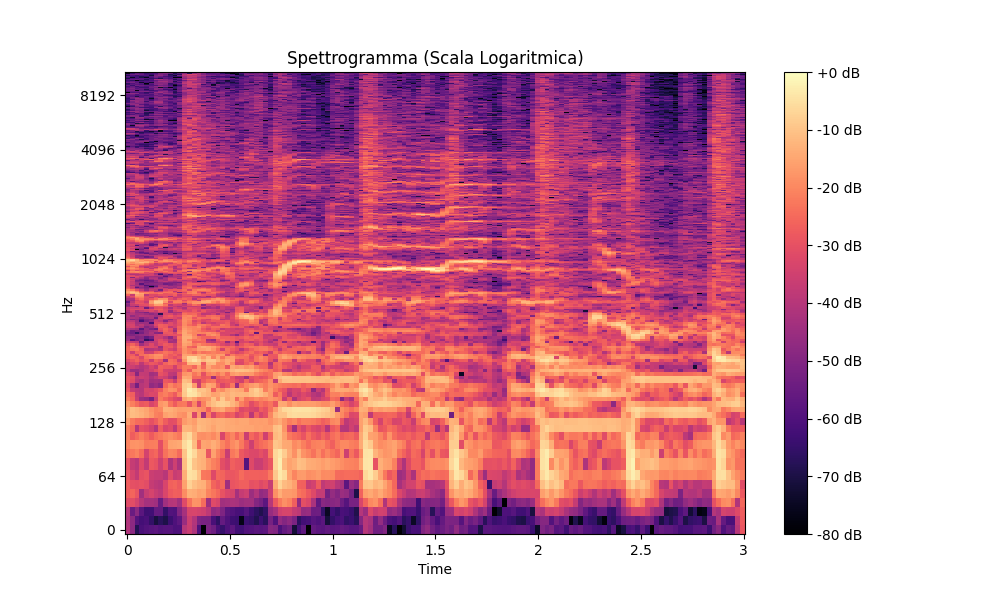 Spettrogramma (Scala Logaritmica)
Hz
8192
4096
2048
1024
512
256
128
64
0
0
0.5
1
1.5
2
2.5
3
Time
+0 dB
-10 dB
-20 dB
-30 dB
-40 dB
-50 dB
-60 dB
-70 dB
-80 dB